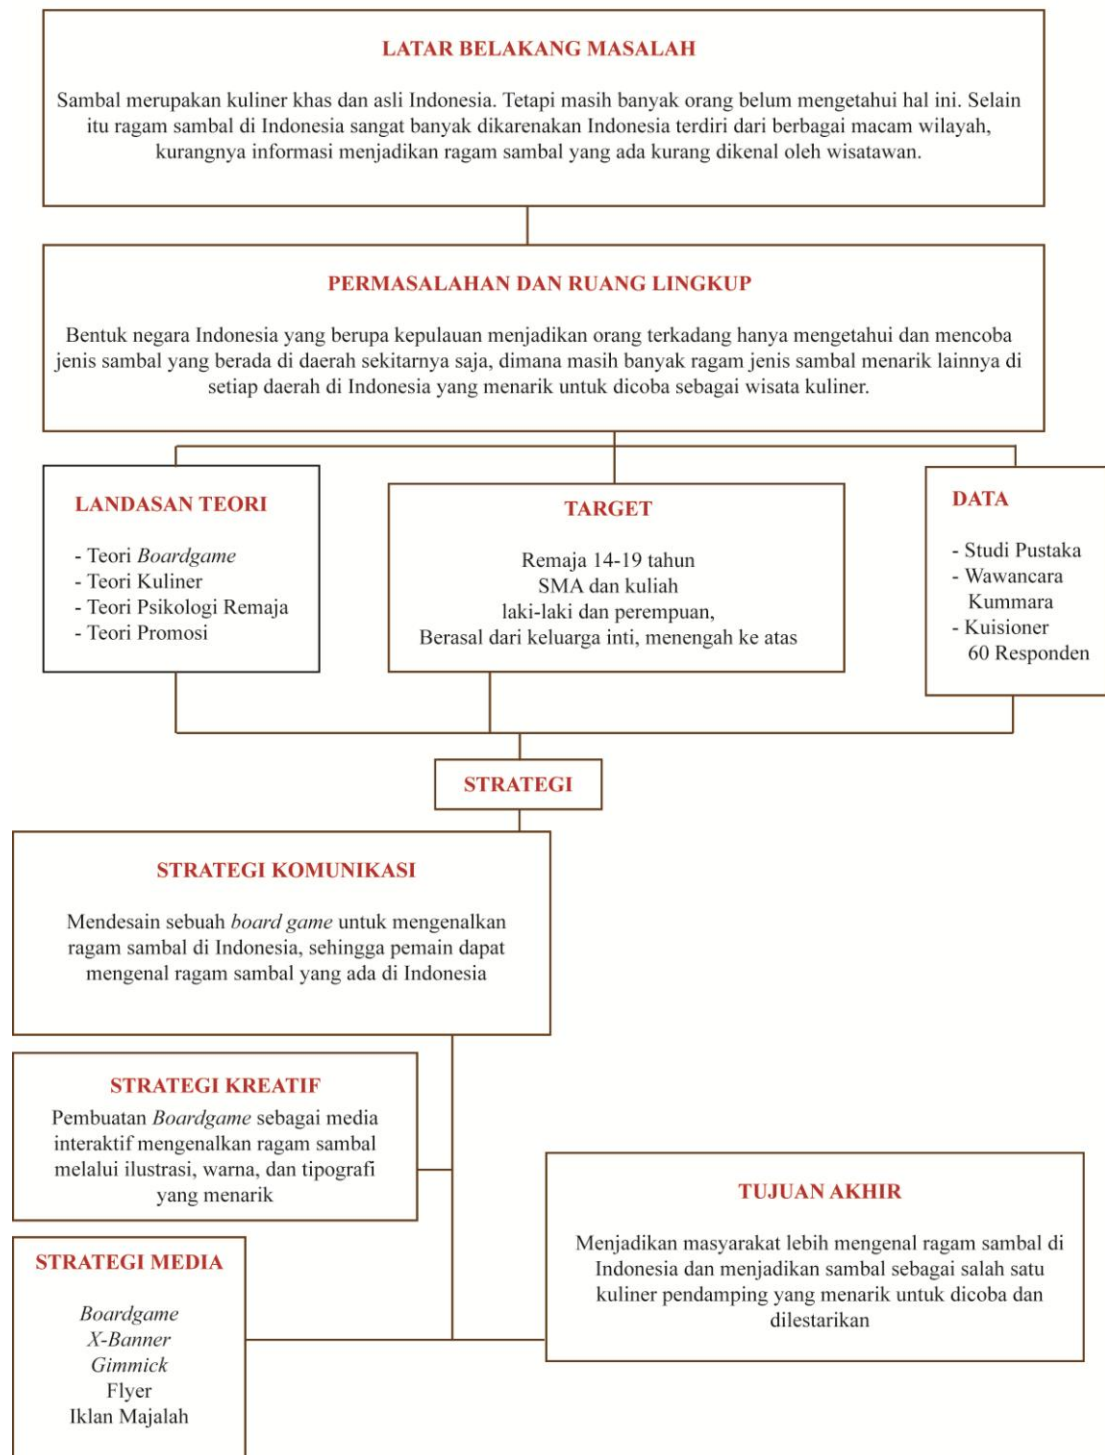 LATAR BELAKANG MASALAH
Sambal merupakan kuliner khas dan asli Indonesia. Tetapi masih banyak orang belum mengetahui hal ini. Selain
itu ragam sambal di Indonesia sangat banyak dikarenakan Indonesia terdiri dari berbagai macam wilayah,
kurangnya informasi menjadikan ragam sambal yang ada kurang dikenal oleh wisatawan.
PERMASALAHAN DAN RUANG LINGKUP
Bentuk negara Indonesia yang berupa kepulauan menjadikan orang terkadang hanya mengetahui dan mencoba
jenis sambal yang berada di daerah sekitarnya saja, dimana masih banyak ragam jenis sambal menarik lainnya di
setiap daerah di Indonesia yang menarik untuk dicoba sebagai wisata kuliner.
LANDASAN TEORI
- Teori Boardgame
- Teori Kuliner
- Teori Psikologi Remaja
- Teori Promosi
TARGET
Remaja 14-19 tahun
SMA dan kuliah
laki-laki dan perempuan,
Berasal dari keluarga inti, menengah ke atas
DATA
- Studi Pustaka
- Wawancara
Kummara
- Kuisioner
60 Responden
STRATEGI
STRATEGI KOMUNIKASI
Mendesain sebuah board game untuk mengenalkan
ragam sambal di Indonesia, sehingga pemain dapat
mengenal ragam sambal yang ada di Indonesia
STRATEGI KREATIF
Pembuatan Boardgame sebagai media
interaktif mengenalkan ragam sambal
melalui ilustrasi, warna, dan tipografi
yang menarik
STRATEGI MEDIA
Boardgame
X-Banner
Gimmick
Flyer
Iklan Majalah
TUJUAN AKHIR
Menjadikan masyarakat lebih mengenal ragam sambal di
Indonesia dan menjadikan sambal sebagai salah satu
kuliner pendamping yang menarik untuk dicoba dan
dilestarikan